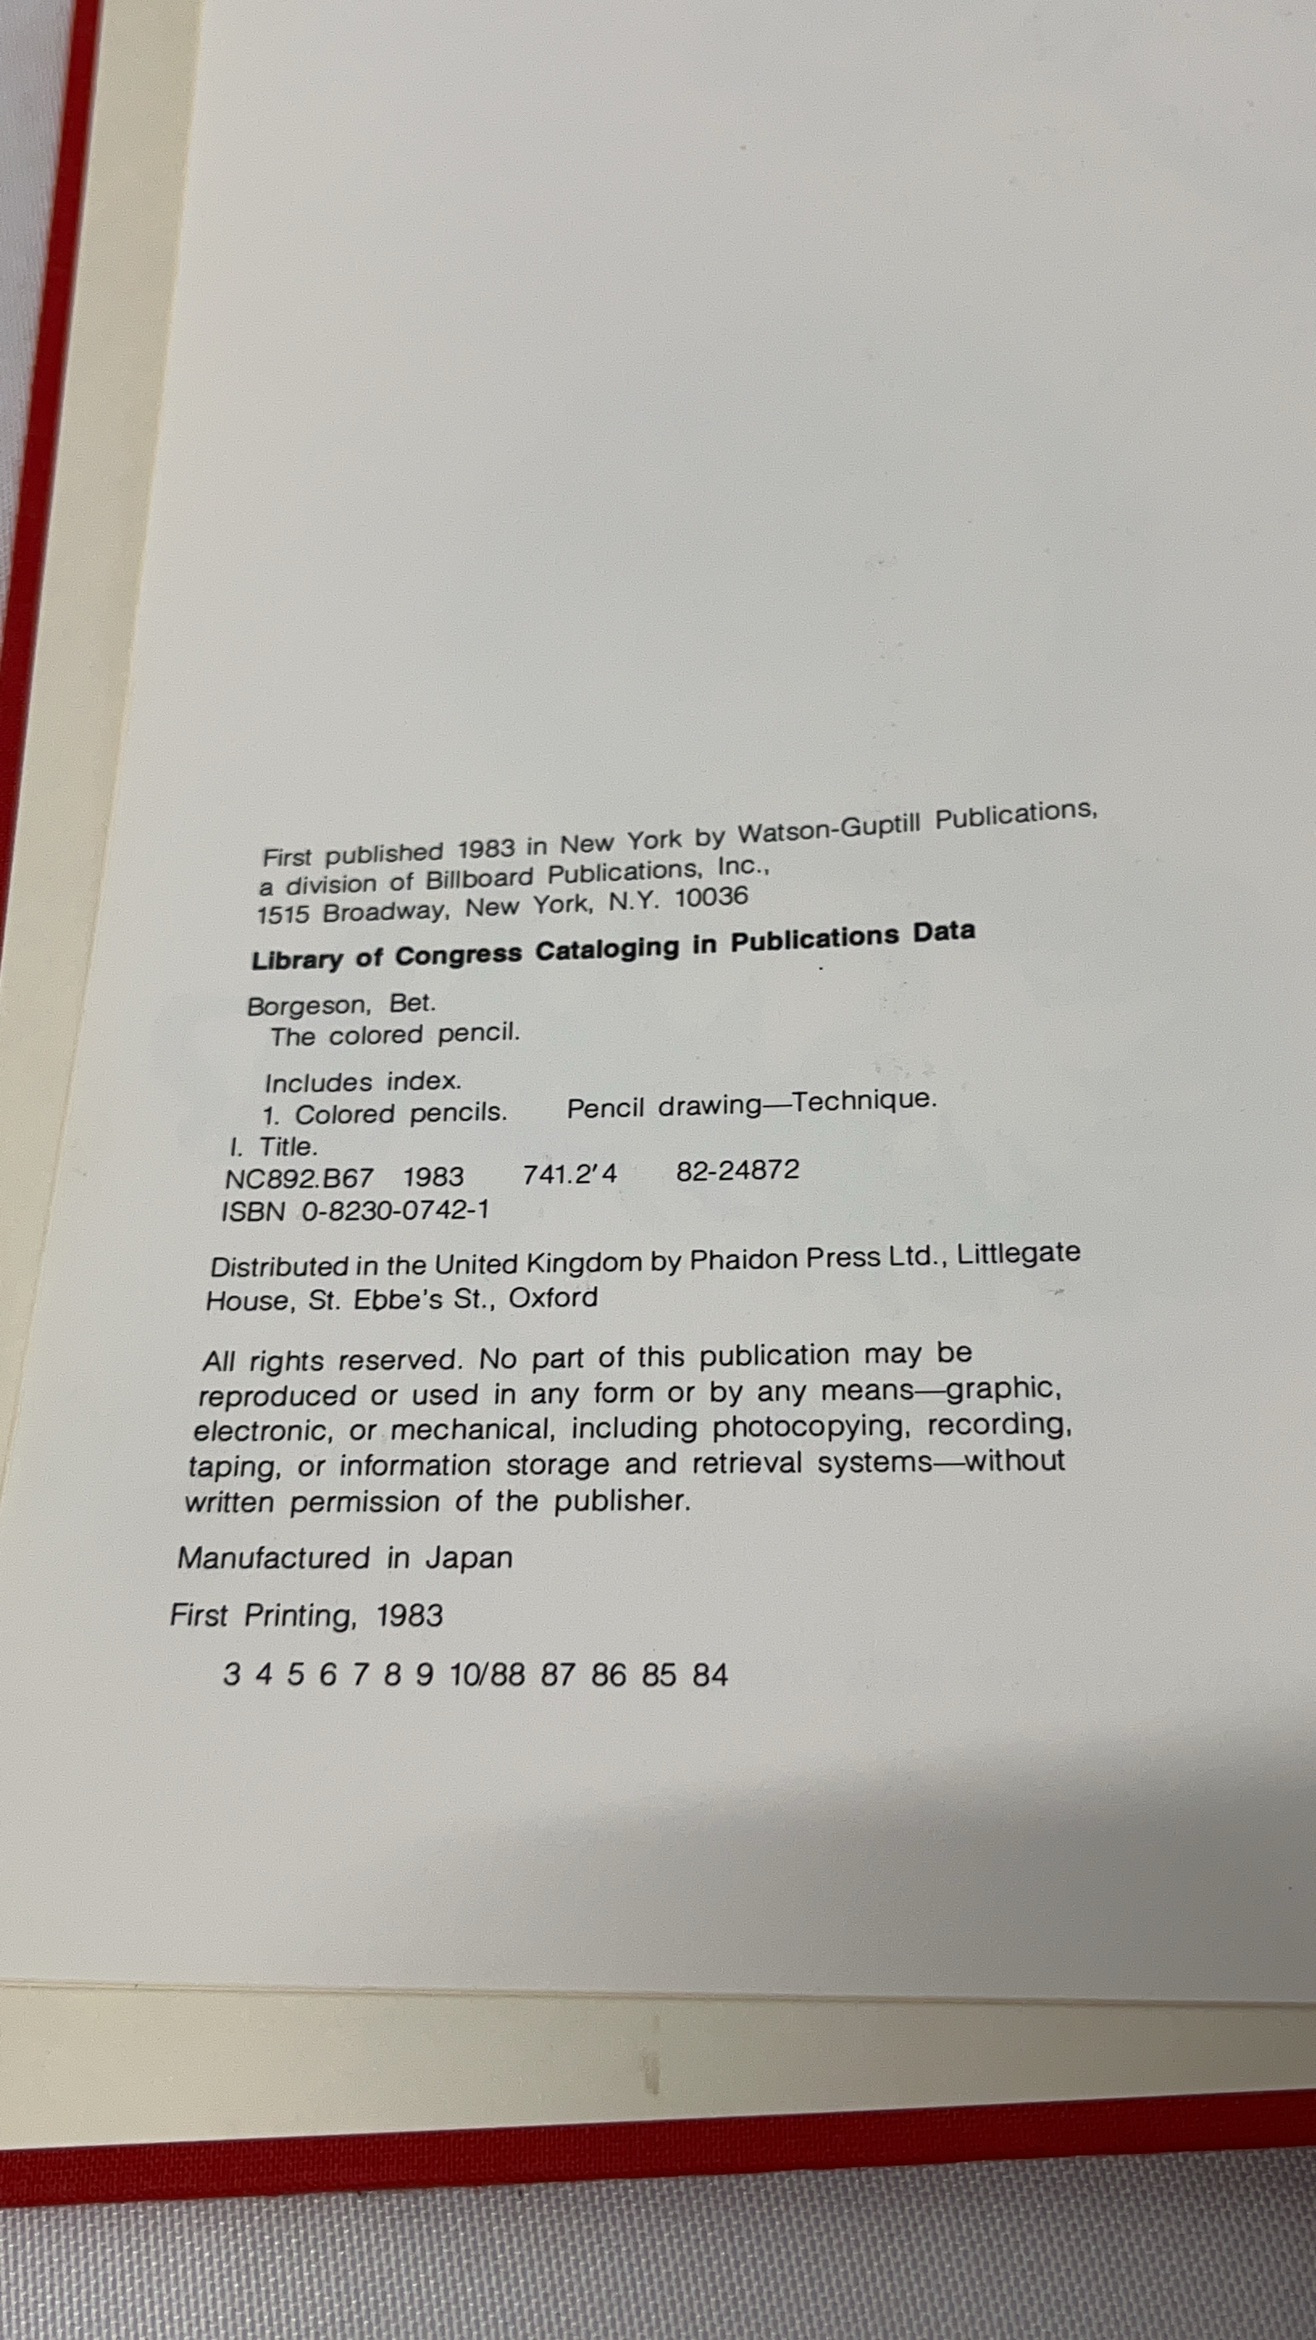 First published 1983 in New York by Watson-Guptill Publications,
a division of Billboard Publications, Inc.,
1515 Broadway, New York, N.Y. 10036
Library of Congress Cataloging in Publications Data
Borgeson, Bet.
The colored pencil.
Includes index.
1. Colored pencils. Pencil drawing—Technique.
I. Title.
NC892.B67 1983 741.2′4 82-24872
ISBN 0-8230-0742-1
Distributed in the United Kingdom by Phaidon Press Ltd., Littlegate
House, St. Ebbe's St., Oxford
All rights reserved. No part of this publication may be
reproduced or used in any form or by any means—graphic,
electronic, or mechanical, including photocopying, recording,
taping, or information storage and retrieval systems—without
written permission of the publisher.
Manufactured in Japan
First Printing, 1983
3 4 5 6 7 8 9 10/88 87 86 85 84